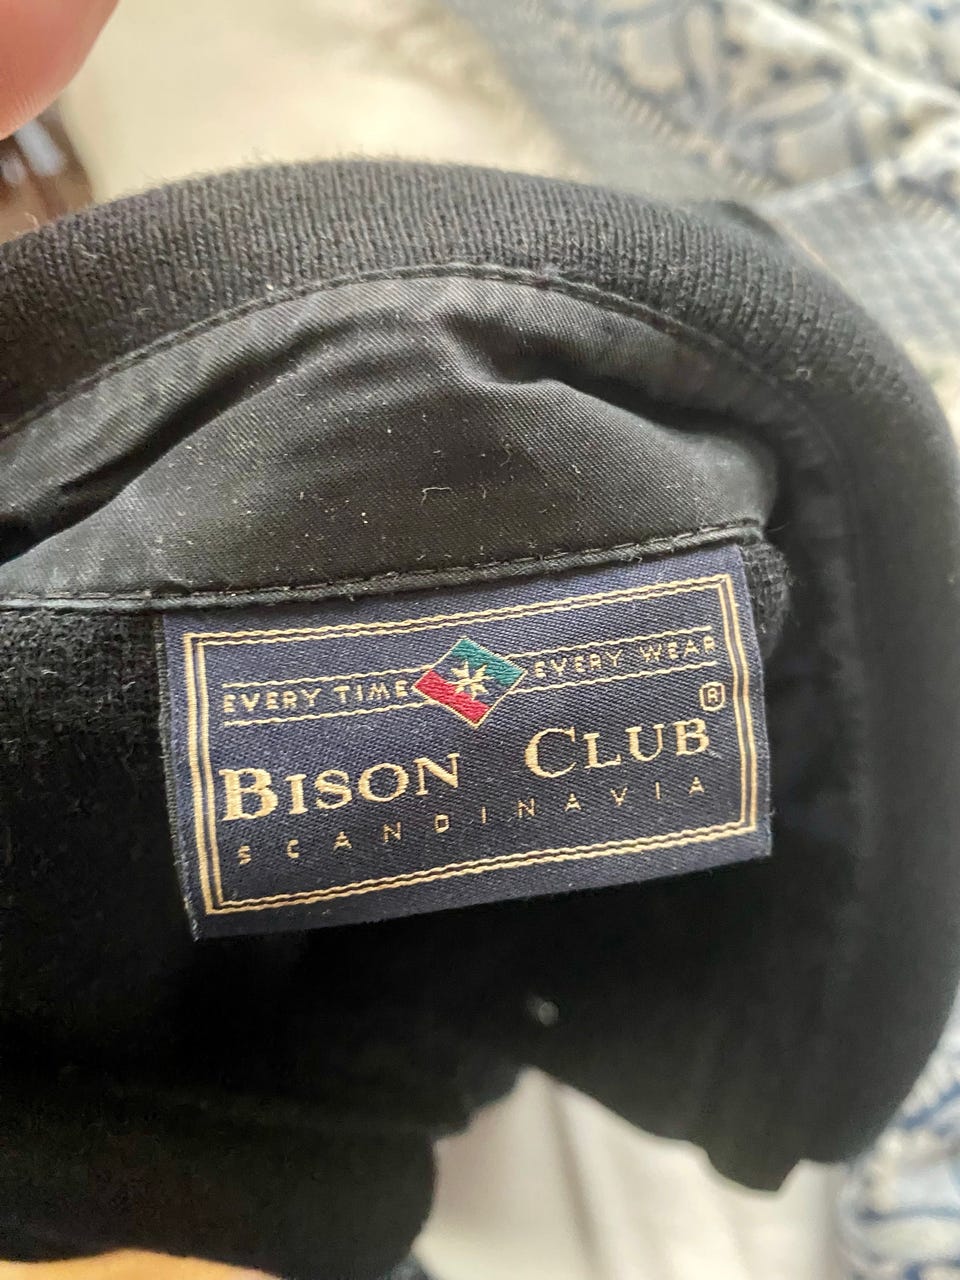 EVERY TIME EVERY WEAR
BISON CLUB ®
SCANDINAVIA